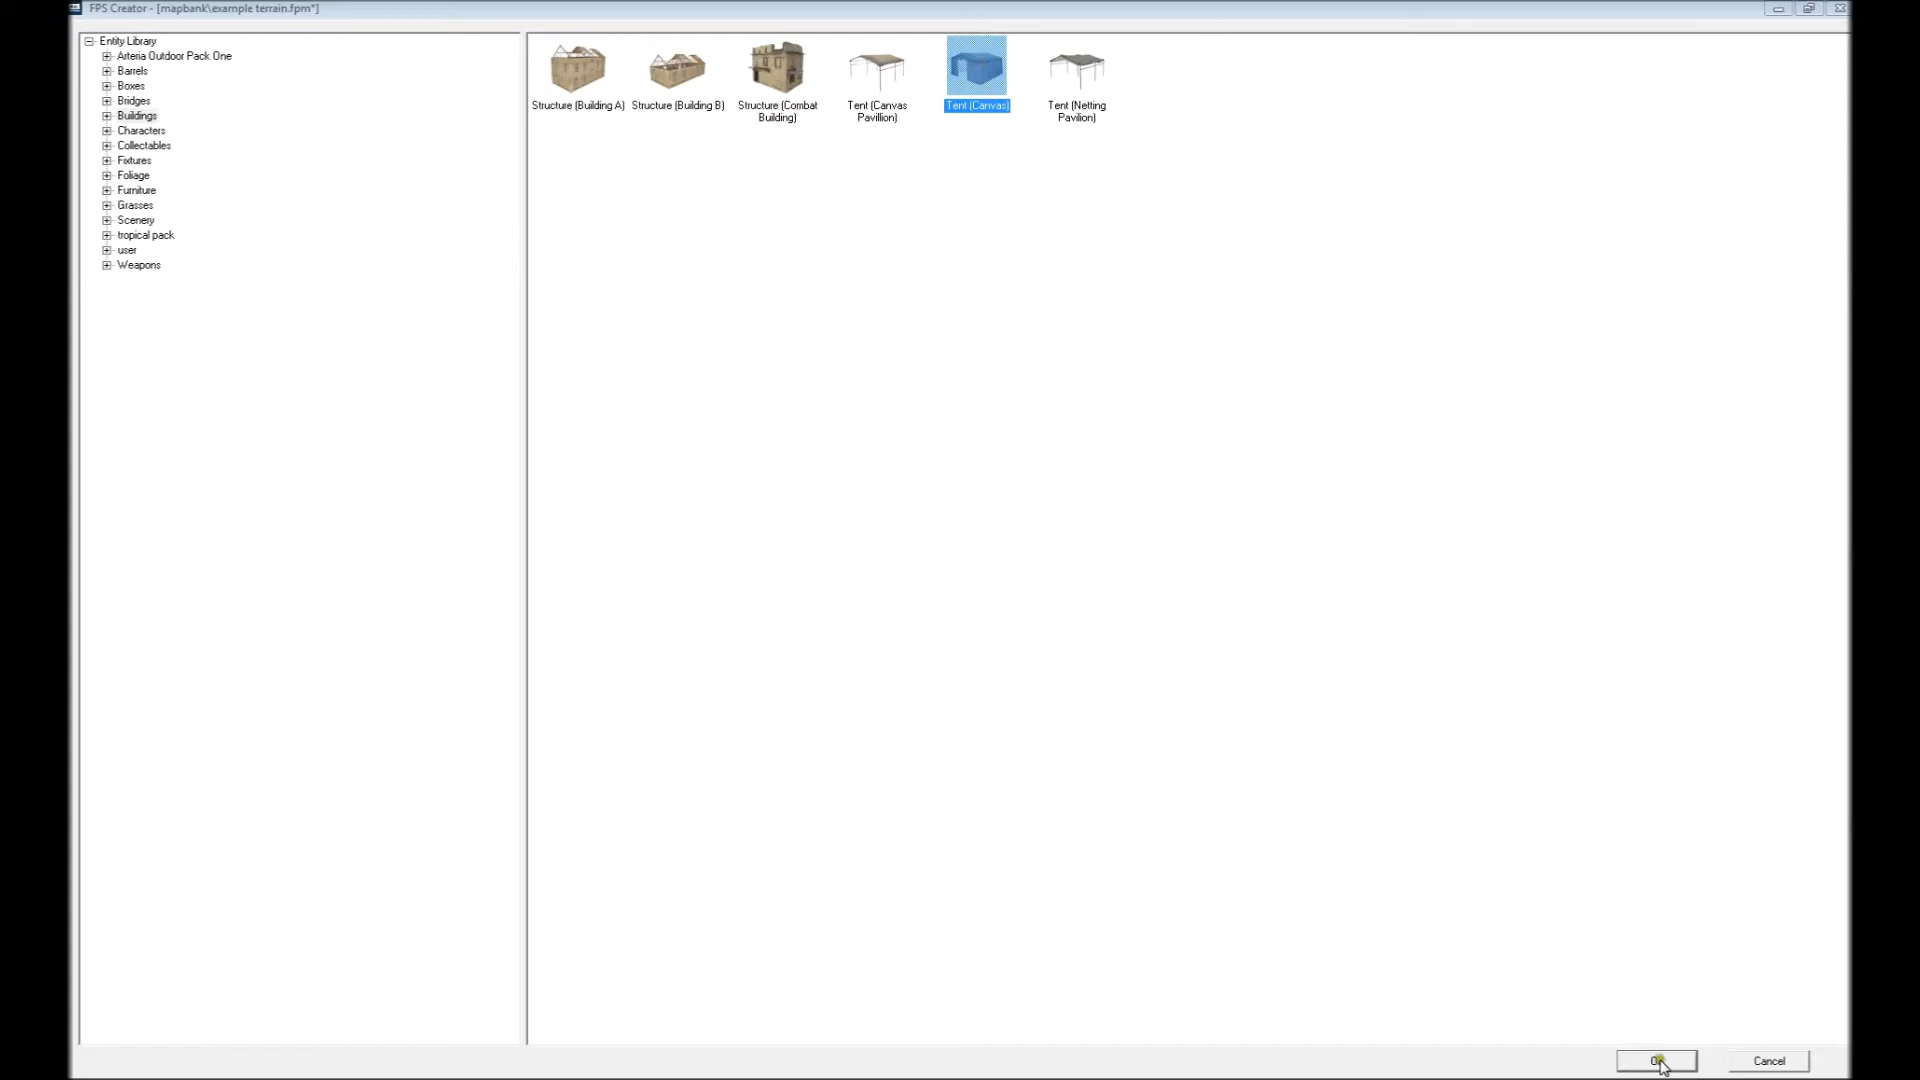 FPS Creator - [mapbank\example terrain.fpm*]
Entity Library
Arteria Outdoor Pack One
Barrels
Boxes
Bridges
Buildings
Characters
Collectables
Fixtures
Foliage
Furniture
Grasses
Scenery
tropical pack
user
Weapons
Structure (Building A)
Structure (Building B)
Structure (Combat
Building)
Tent (Canvas
Pavillion)
Tent (Canvas)
Tent (Netting
Pavilion)
Cancel